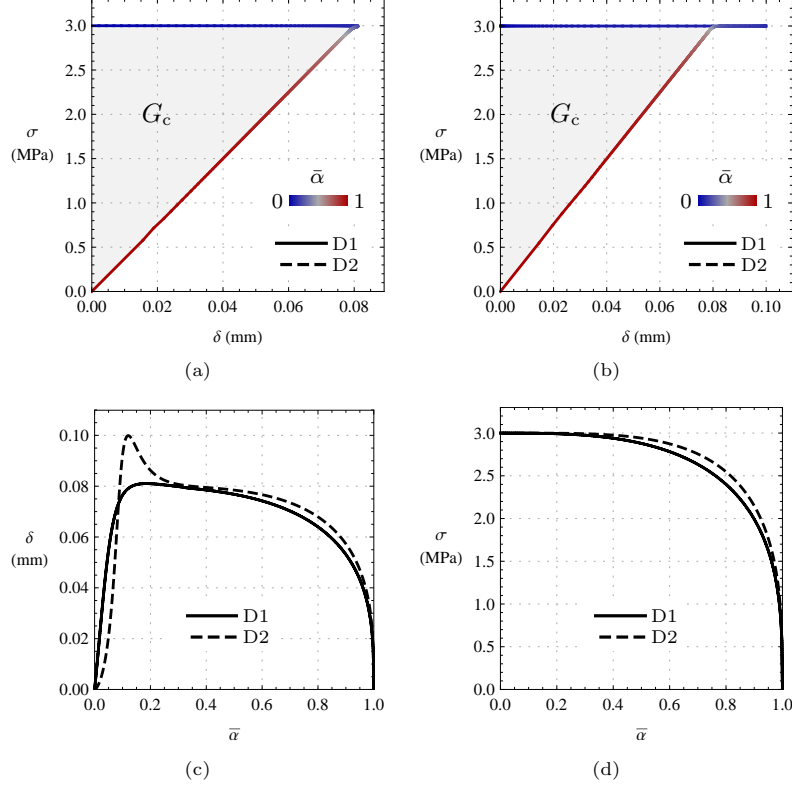 3.0
2.5
2.0
1.5
1.0
0.5
0.0
σ
(MPa)
G_c
ᾱ
0 1
D1
D2
0.00 0.02 0.04 0.06 0.08
δ (mm)
(a)
3.0
2.5
2.0
1.5
1.0
0.5
0.0
σ
(MPa)
G_c
ᾱ
0 1
D1
D2
0.00 0.02 0.04 0.06 0.08 0.10
δ (mm)
(b)
0.10
0.08
0.06
0.04
0.02
0.00
δ
(mm)
D1
D2
0.0 0.2 0.4 0.6 0.8 1.0
ᾱ
(c)
3.0
2.5
2.0
1.5
1.0
0.5
0.0
σ
(MPa)
D1
D2
0.0 0.2 0.4 0.6 0.8 1.0
ᾱ
(d)